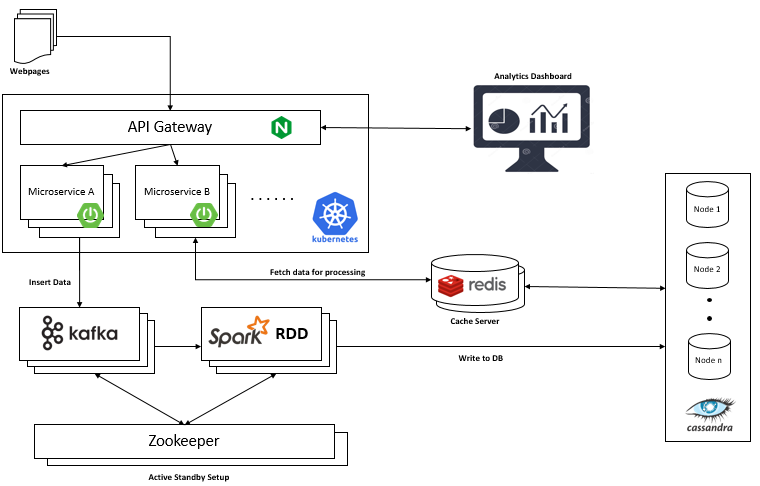 Webpages
Analytics Dashboard
API Gateway
N
Microservice A
Microservice B
. . . . . .
kubernetes
Node 1
Node 2
Fetch data for processing
redis
Insert Data
Cache Server
kafka
Spark RDD
Node n
Write to DB
cassandra
Zookeeper
Active Standby Setup